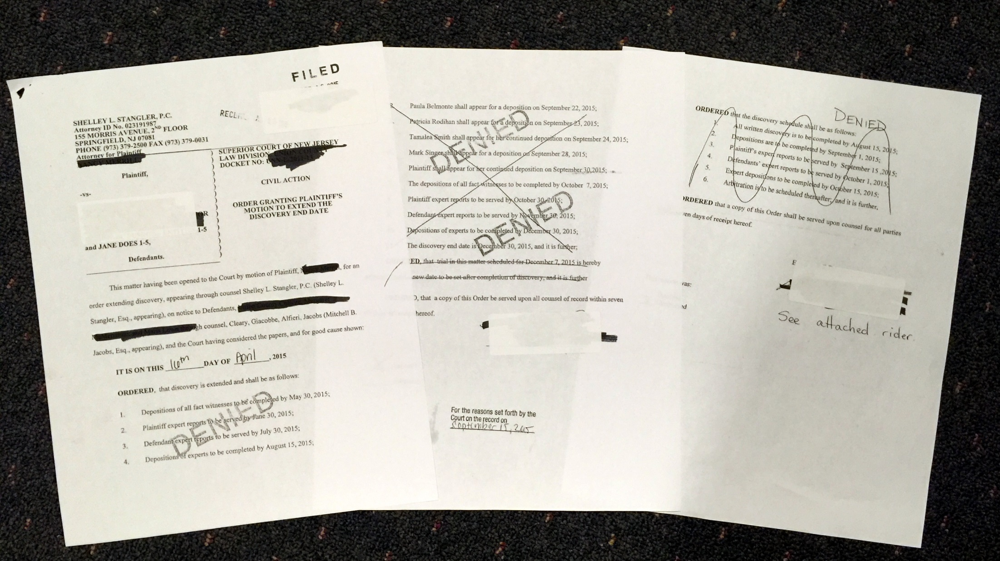 FILED
SHELLEY L. STANGLER, P.C.
Attorney ID No. 023191987
155 MORRIS AVENUE, 2ND FLOOR
SPRINGFIELD, NJ 07081
PHONE (973) 379-2500 FAX (973) 379-0031
Attorney for Plaintiff
Plaintiff,
-vs-
OR
1-5
and JANE DOES 1-5,
Defendants.
SUPERIOR COURT OF NEW JERSEY
LAW DIVISION
DOCKET NO:
CIVIL ACTION
ORDER GRANTING PLAINTIFF'S
MOTION TO EXTEND THE
DISCOVERY END DATE
This matter having been opened to the Court by motion of Plaintiff, , for an
order extending discovery, appearing through counsel Shelley L. Stangler, P.C. (Shelley L.
Stangler, Esq., appearing), on notice to Defendants,
counsel, Cleary, Giacobbe, Alfieri, Jacobs (Mitchell B.
Jacobs, Esq., appearing), and the Court having considered the papers, and for good cause shown:
IT IS ON THIS 16th DAY OF April, 2015
ORDERED, that discovery is extended and shall be as follows:
1. Depositions of all fact witnesses to be completed by May 30, 2015;
2. Plaintiff expert reports to be served by June 30, 2015;
3. Defendant expert reports to be served by July 30, 2015;
4. Depositions of experts to be completed by August 15, 2015;
DENIED
Paula Belmonte shall appear for a deposition on September 22, 2015;
Patricia Rodihan shall appear for a deposition on September 23, 2015;
Tamalea Smith shall appear for her continued deposition on September 24, 2015;
Mark Singer shall appear for a deposition on September 28, 2015;
Plaintiff shall appear for her continued deposition on September 30,2015;
The depositions of all fact witnesses to be completed by October 7, 2015;
Plaintiff expert reports to be served by October 30, 2015;
Defendant expert reports to be served by November 30, 2015;
Depositions of experts to be completed by December 30, 2015;
The discovery end date is December 30, 2015, and it is further;
DENIED
DENIED
ED, that trial in this matter scheduled for December 7, 2015 is hereby
new date to be set after completion of discovery, and it is further
, that a copy of this Order be served upon all counsel of record within seven
hereof.
For the reasons set forth by the
Court on the record on
September 15, 2015
DENIED
ORDERED that the discovery schedule shall be as follows:
1. All written discovery is to be completed by August 15, 2015;
2. Depositions are to be completed by September 1, 2015;
3. Plaintiff's expert reports to be served by September 15 ,2015;
4. Defendants' expert reports to be served by October 1, 2015;
5. Expert depositions to be completed by October 15, 2015;
6. Arbitration is to be scheduled thereafter; and it is further,
ORDERED that a copy of this Order shall be served upon counsel for all parties
ven days of receipt hereof.
vas:
ed
See attached rider.